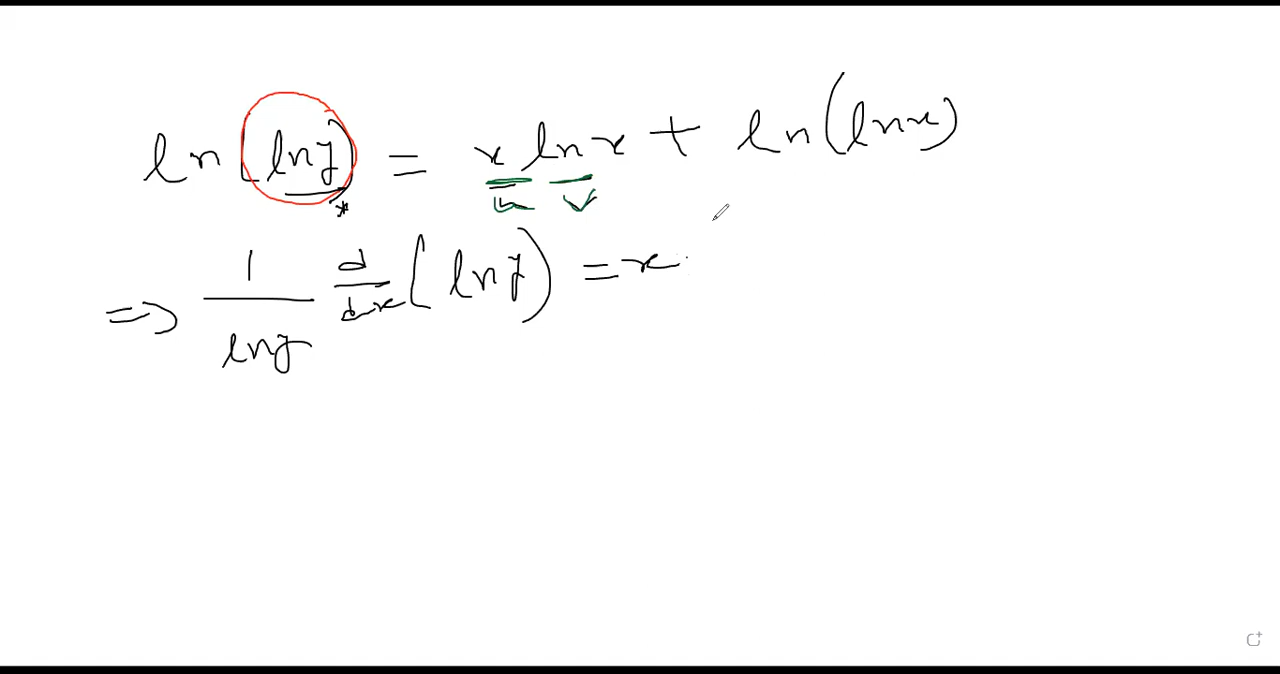 ln(lny) = x lnx + ln(lnx)
* u v
=> 1/lny d/dx (lny) = x.